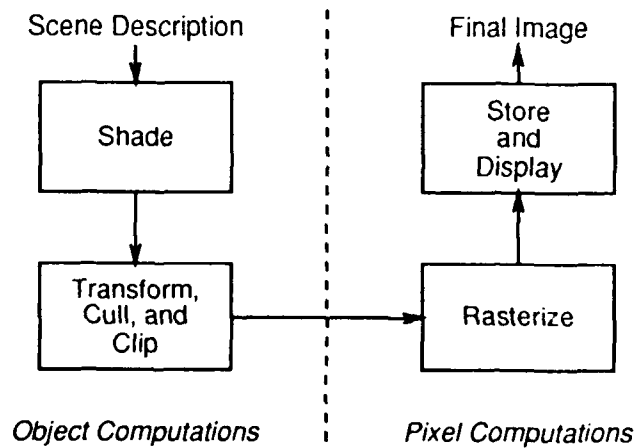 Scene Description
Shade
Transform,
Cull, and
Clip
Object Computations
Final Image
Store
and
Display
Rasterize
Pixel Computations